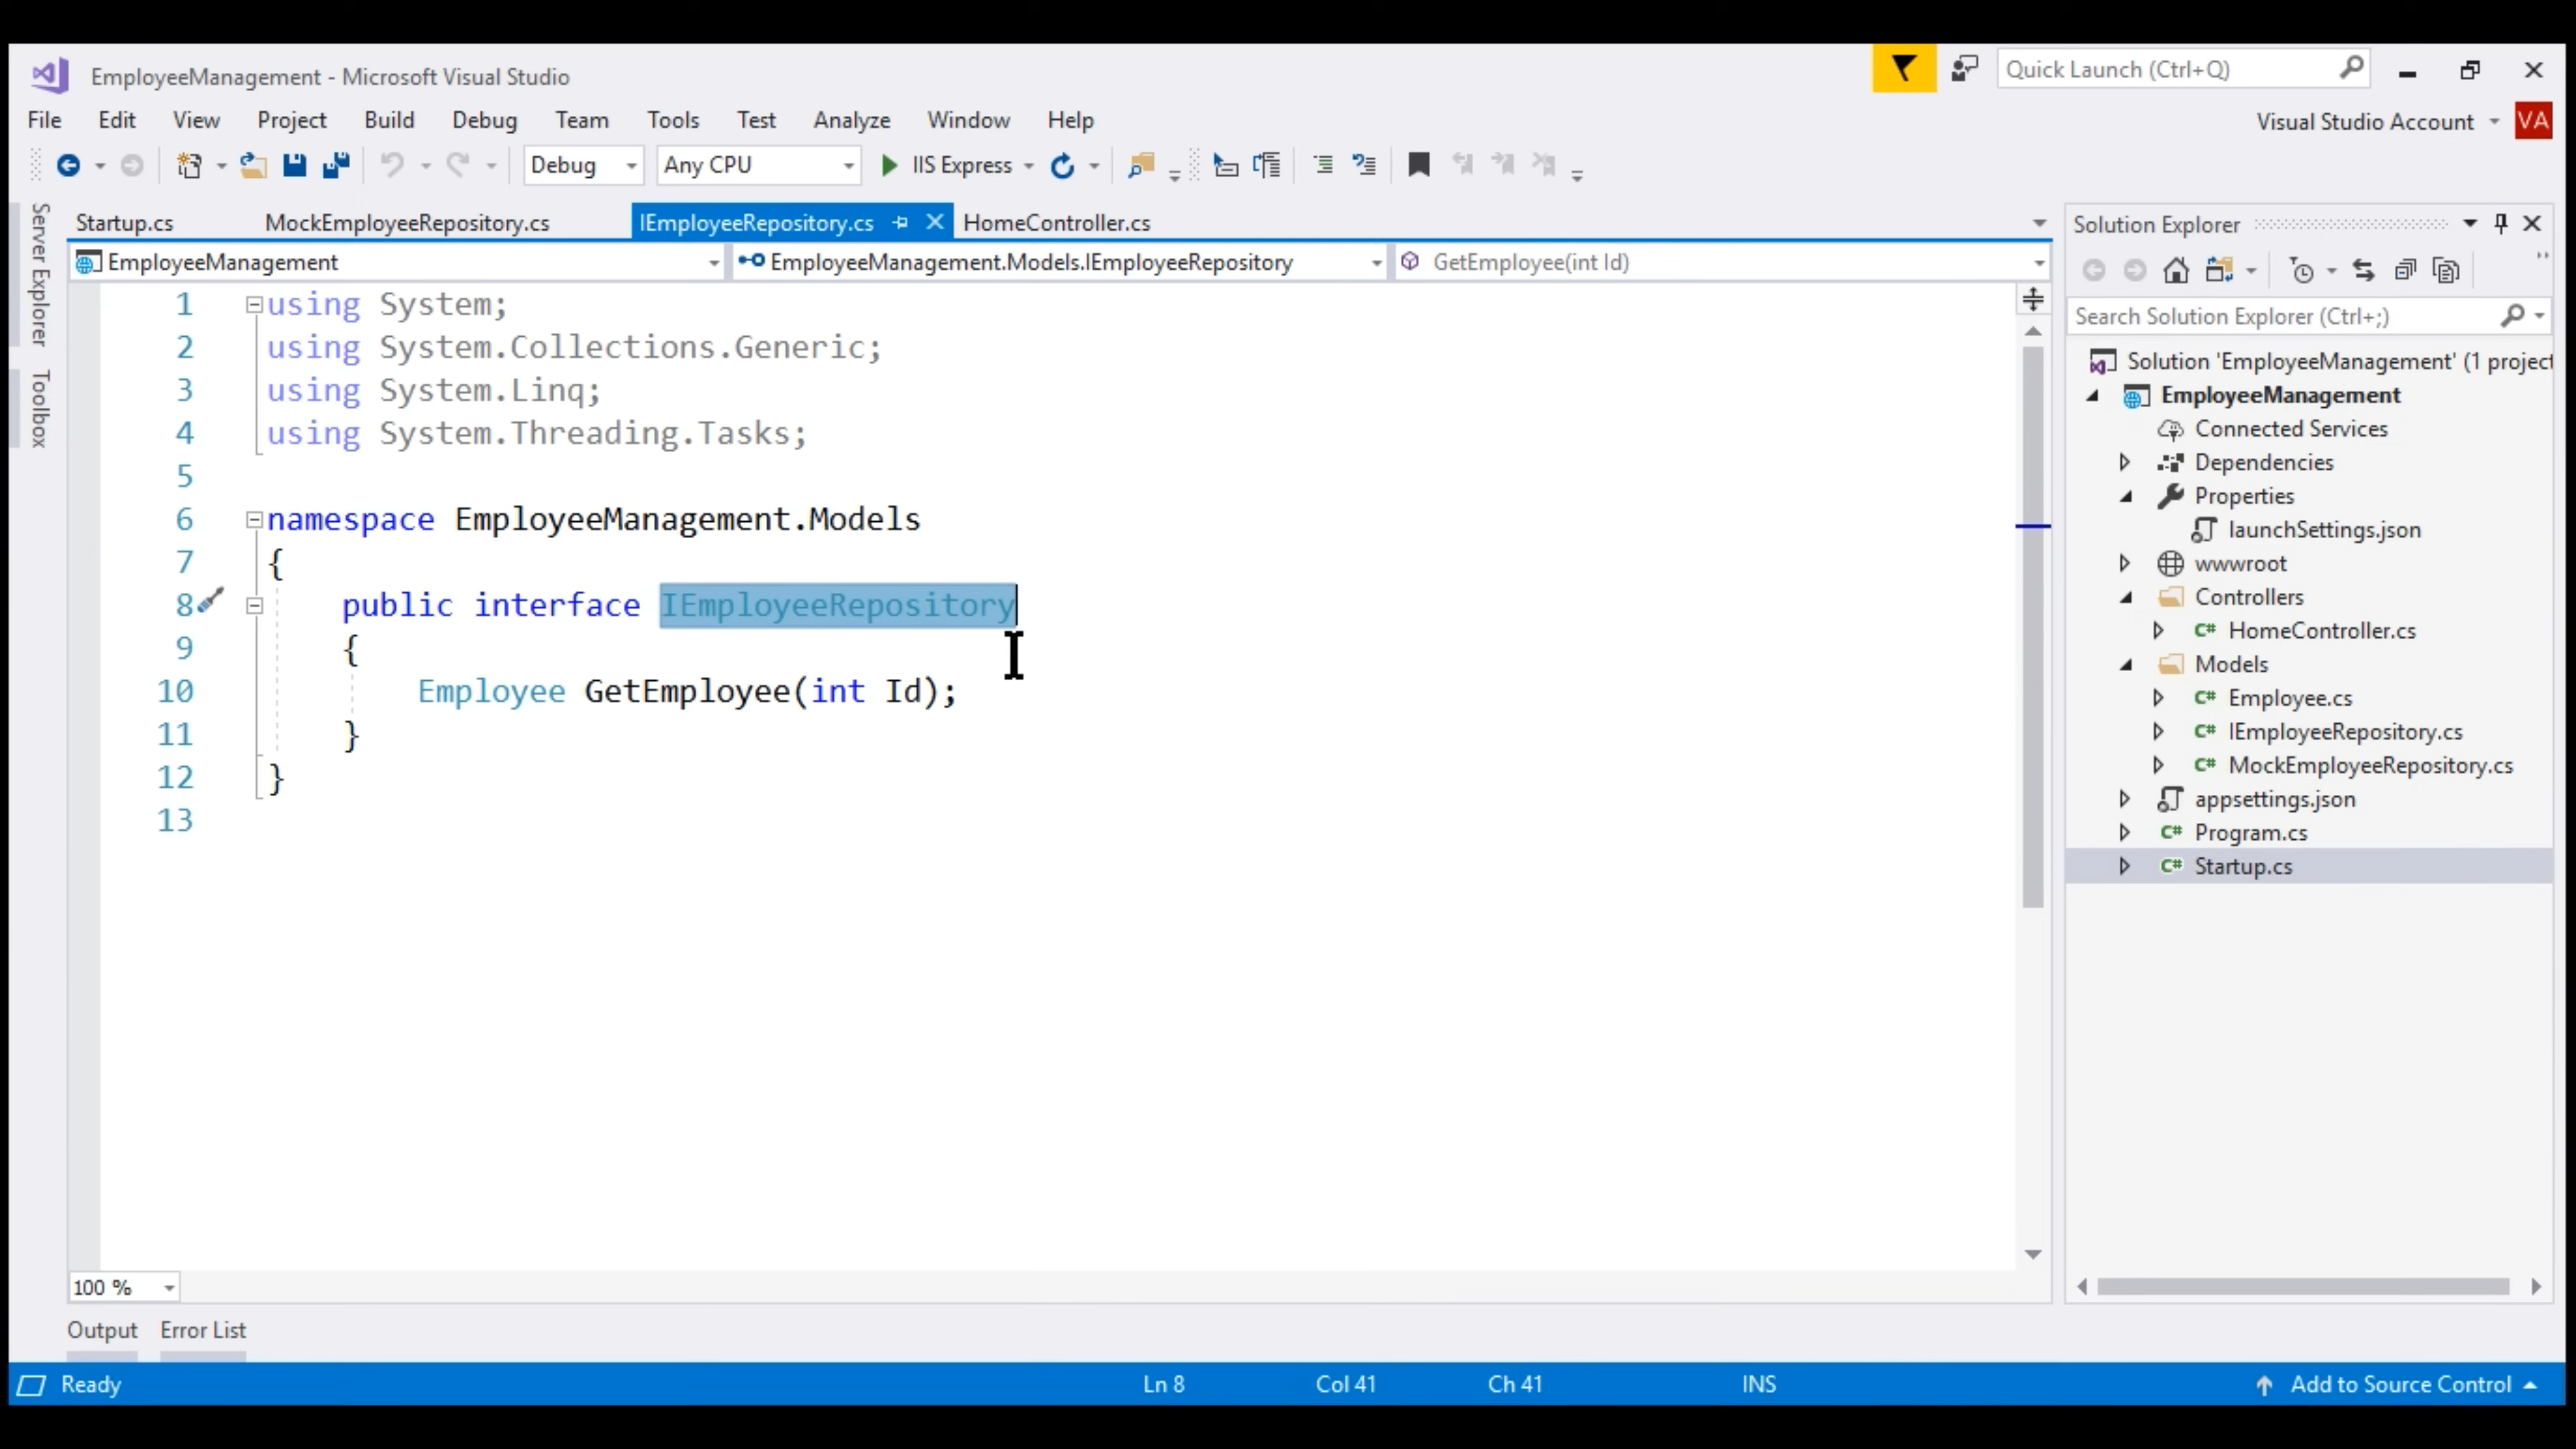 EmployeeManagement - Microsoft Visual Studio
Quick Launch (Ctrl+Q)
File Edit View Project Build Debug Team Tools Test Analyze Window Help
Visual Studio Account VA
Debug Any CPU IIS Express
Server Explorer
Toolbox
Startup.cs MockEmployeeRepository.cs IEmployeeRepository.cs HomeController.cs
EmployeeManagement EmployeeManagement.Models.IEmployeeRepository GetEmployee(int Id)
1 using System;
2 using System.Collections.Generic;
3 using System.Linq;
4 using System.Threading.Tasks;
5
6 namespace EmployeeManagement.Models
7 {
8 public interface IEmployeeRepository
9 {
10 Employee GetEmployee(int Id);
11 }
12 }
13
100 %
Output Error List
Solution Explorer
Search Solution Explorer (Ctrl+;)
Solution 'EmployeeManagement' (1 project
EmployeeManagement
Connected Services
Dependencies
Properties
launchSettings.json
wwwroot
Controllers
C# HomeController.cs
Models
C# Employee.cs
C# IEmployeeRepository.cs
C# MockEmployeeRepository.cs
appsettings.json
C# Program.cs
C# Startup.cs
Ready Ln 8 Col 41 Ch 41 INS Add to Source Control